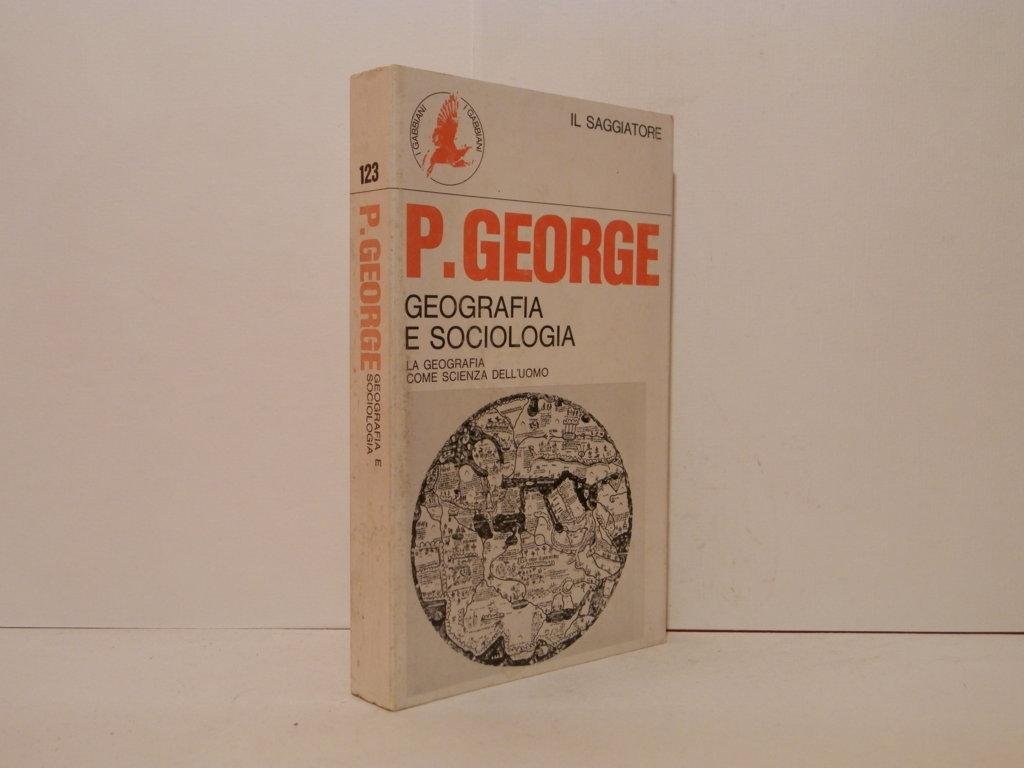 123
P. GEORGE
GEOGRAFIA E
SOCIOLOGIA
I GABBIANI
I GABBIANI
IL SAGGIATORE
P. GEORGE
GEOGRAFIA
E SOCIOLOGIA
LA GEOGRAFIA
COME SCIENZA DELL'UOMO